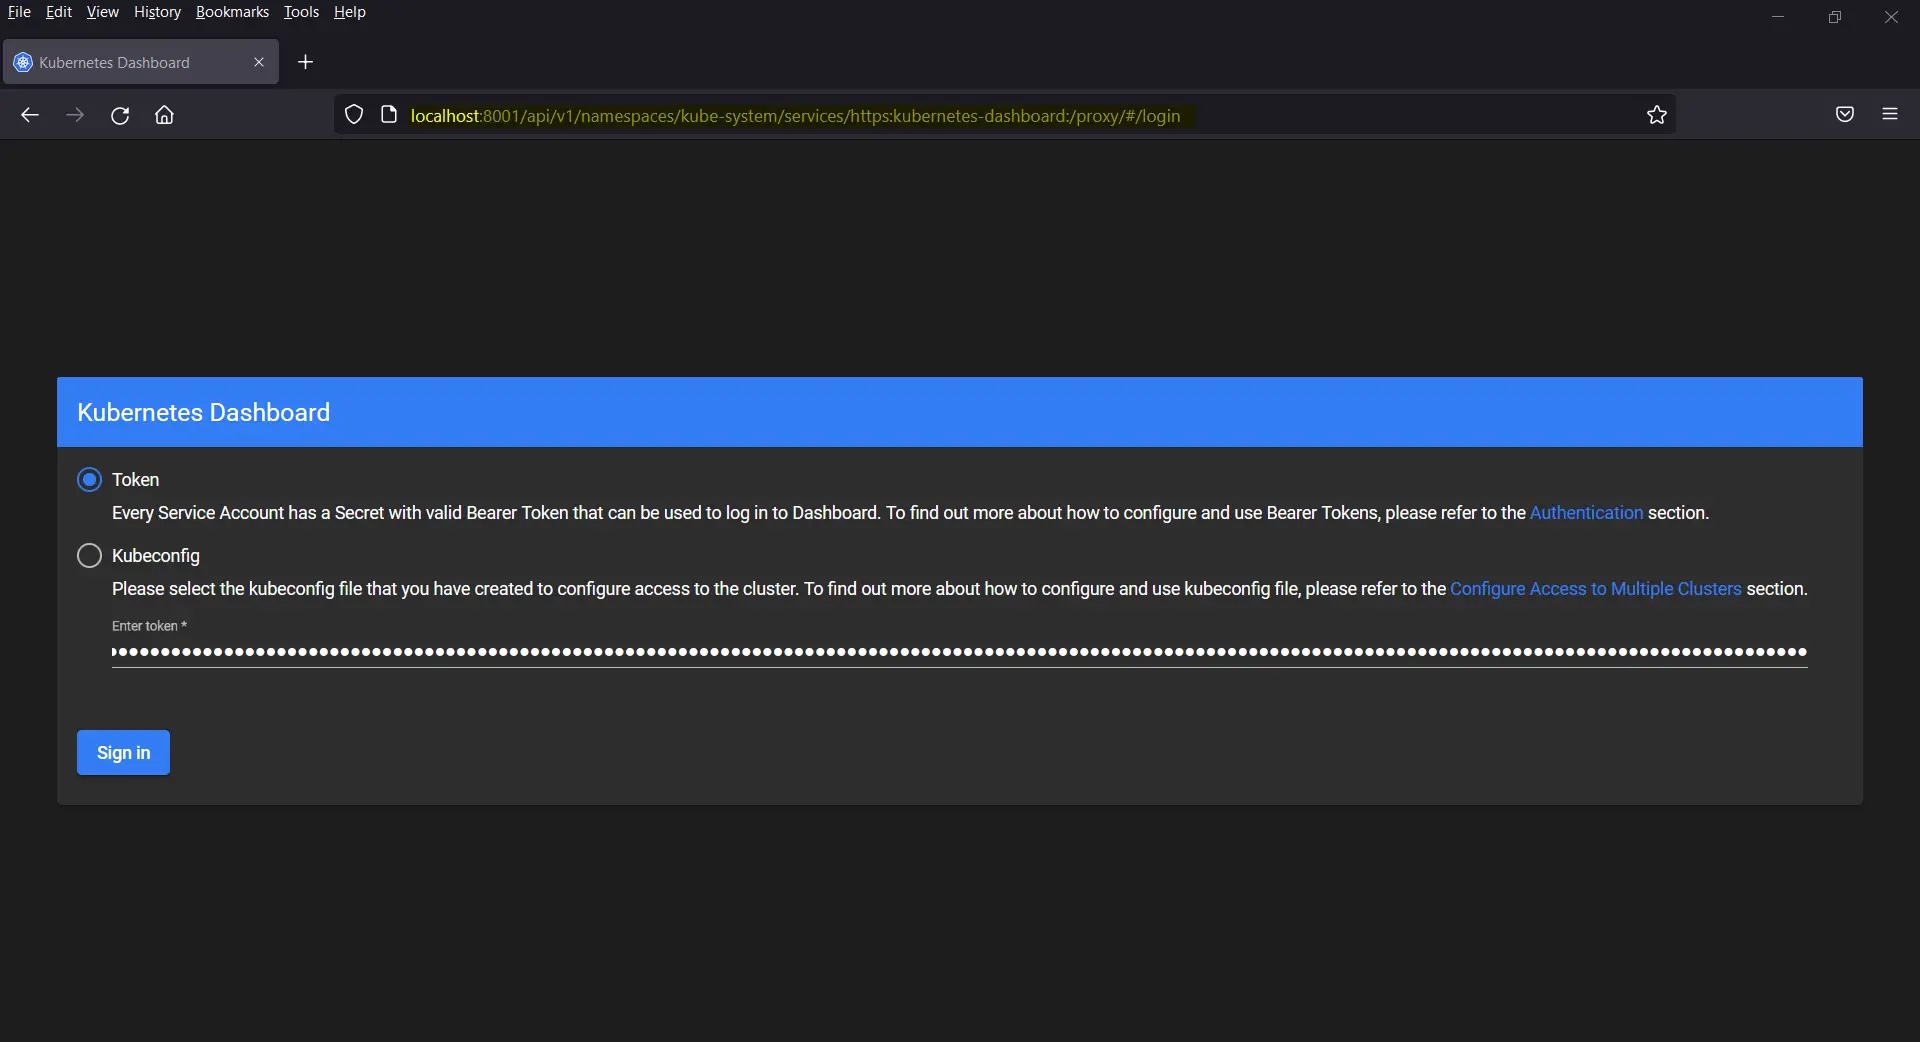 File Edit View History Bookmarks Tools Help
Kubernetes Dashboard
localhost:8001/api/v1/namespaces/kube-system/services/https:kubernetes-dashboard:/proxy/#/login
Kubernetes Dashboard
Token
Every Service Account has a Secret with valid Bearer Token that can be used to log in to Dashboard. To find out more about how to configure and use Bearer Tokens, please refer to the Authentication section.
Kubeconfig
Please select the kubeconfig file that you have created to configure access to the cluster. To find out more about how to configure and use kubeconfig file, please refer to the Configure Access to Multiple Clusters section.
Enter token *
Sign in